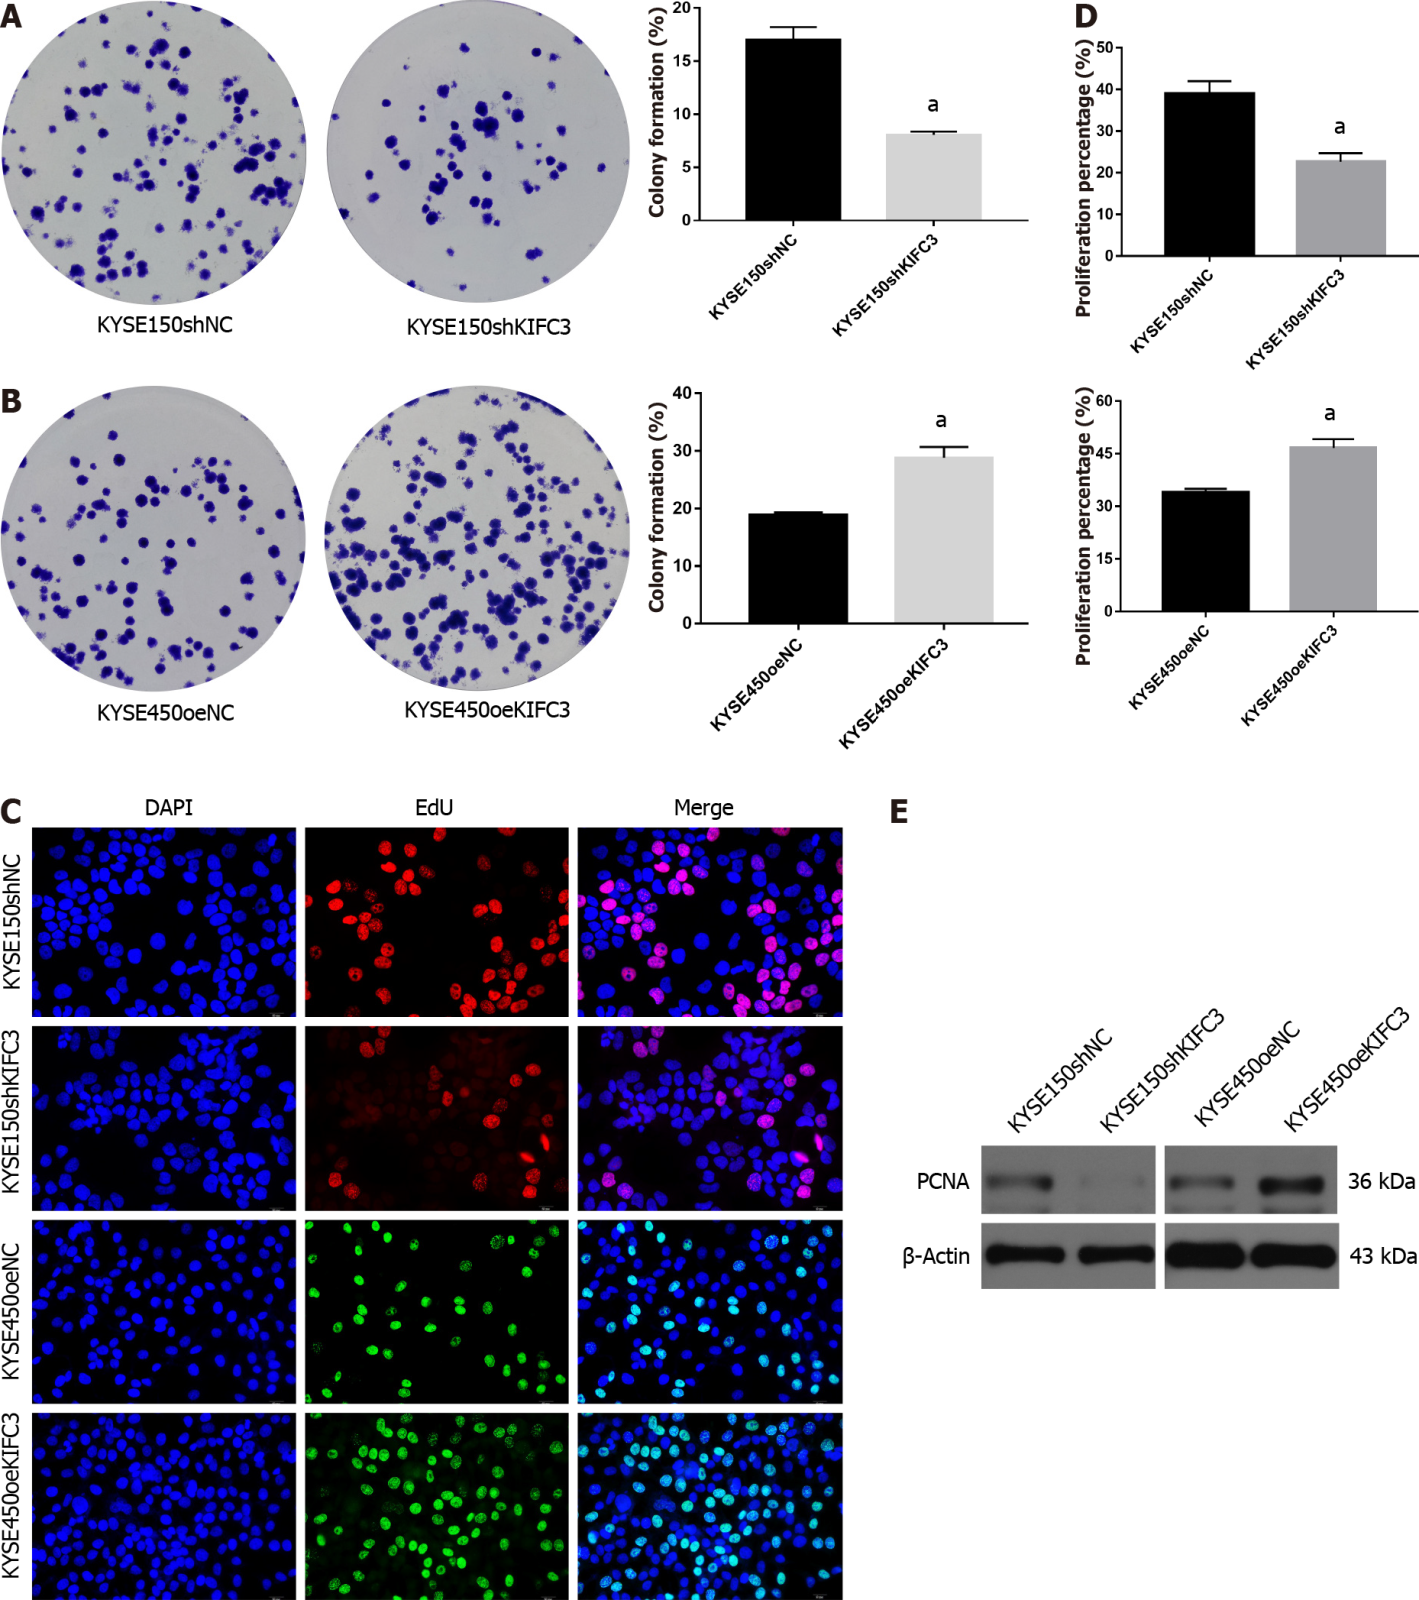 A
KYSE150shNC
KYSE150shKIFC3
Colony formation (%)
20
15
10
5
0
a
KYSE150shNC
KYSE150shKIFC3
D
Proliferation percentage (%)
50
40
30
20
10
0
a
KYSE150shNC
KYSE150shKIFC3
B
KYSE450oeNC
KYSE450oeKIFC3
Colony formation (%)
40
30
20
10
0
a
KYSE450oeNC
KYSE450oeKIFC3
Proliferation percentage (%)
60
45
30
15
0
a
KYSE450oeNC
KYSE450oeKIFC3
C
DAPI
EdU
Merge
KYSE150shNC
KYSE150shKIFC3
KYSE450oeNC
KYSE450oeKIFC3
E
KYSE150shNC
KYSE150shKIFC3
KYSE450oeNC
KYSE450oeKIFC3
PCNA
36 kDa
β-Actin
43 kDa